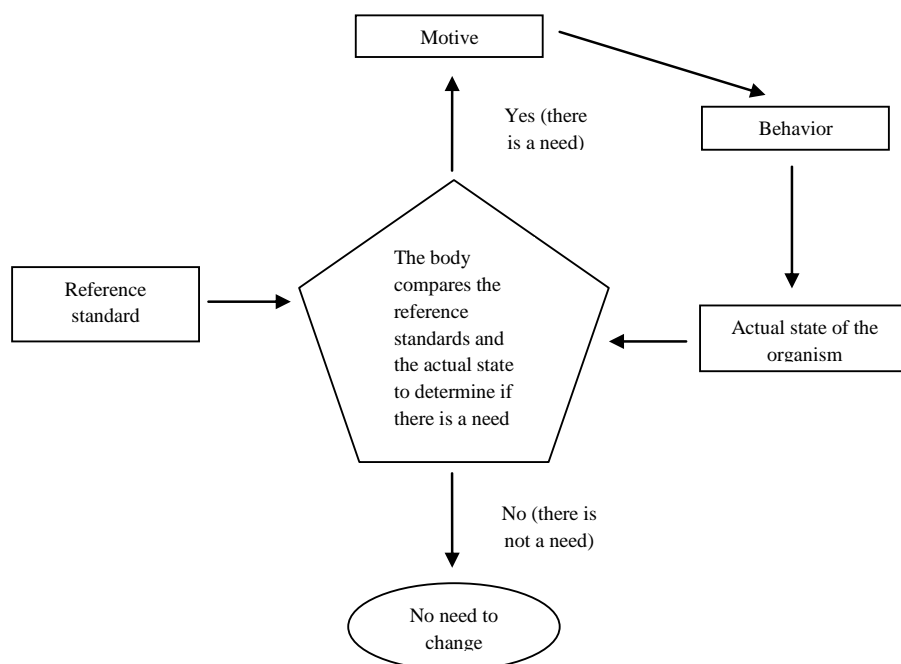 Motive
Yes (there
is a need)
Behavior
The body
compares the
reference
standards and
the actual state
to determine if
there is a need
Reference
standard
Actual state of the
organism
No (there is
not a need)
No need to
change